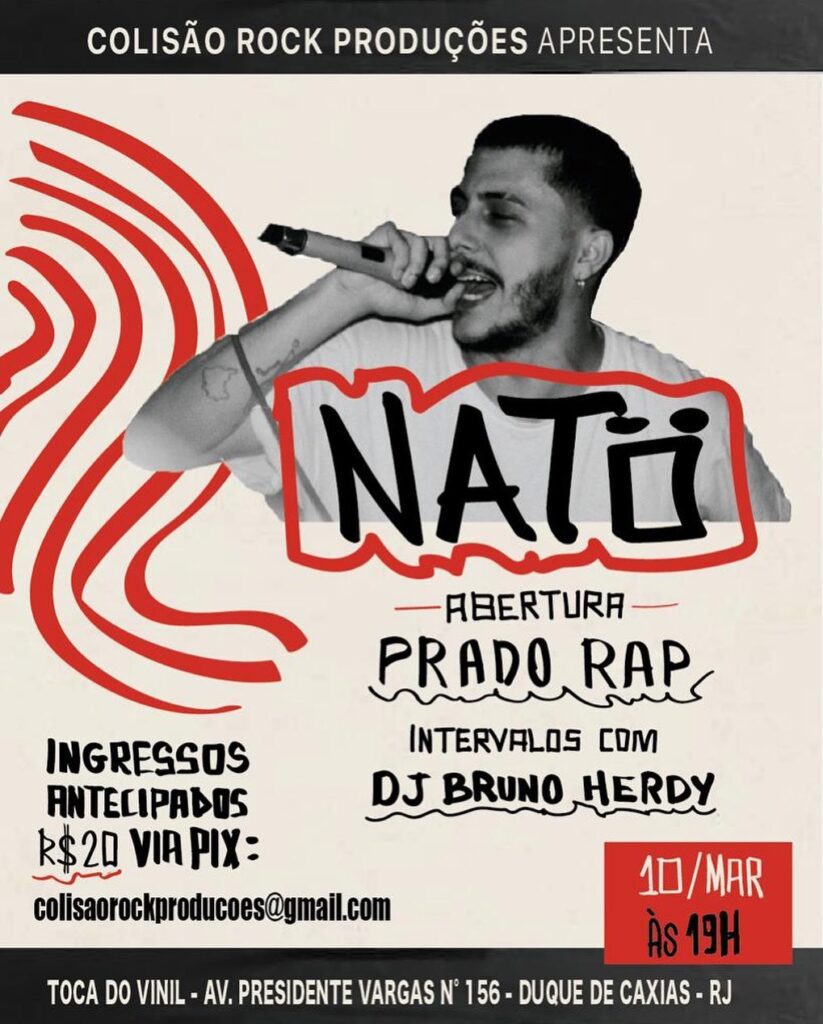 COLISÃO ROCK PRODUÇÕES APRESENTA
NATÖ
ABERTURA
PRADO RAP
INTERVALOS COM
DJ BRUNO HERDY
INGRESSOS
ANTECIPADOS
R$20 VIA PIX:
colisaorockproducoes@gmail.com
10/MAR
ÀS 19H
TOCA DO VINIL - AV. PRESIDENTE VARGAS N° 156 - DUQUE DE CAXIAS - RJ